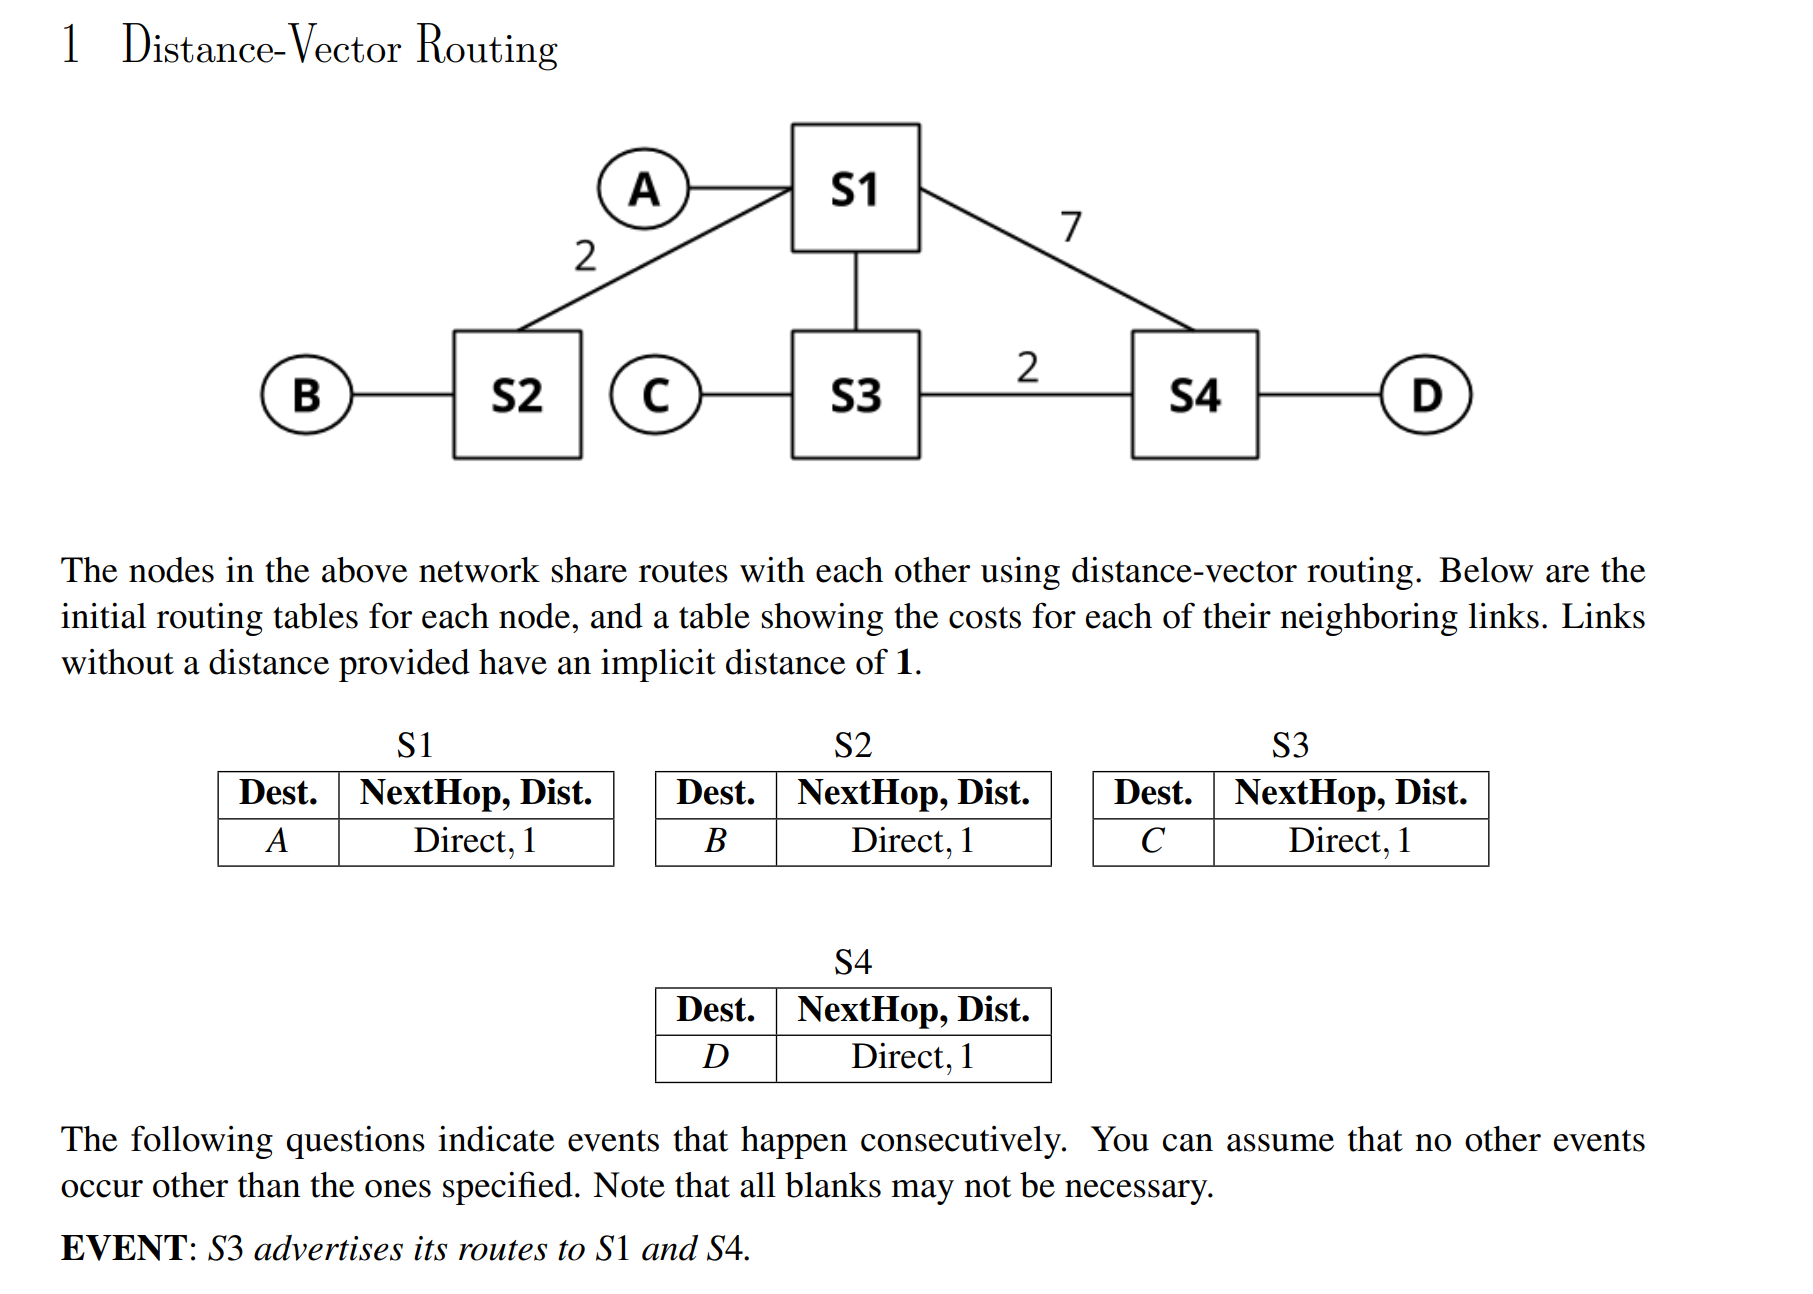 1 Distance-Vector Routing
A
S1
7
2
B
S2
C
S3
2
S4
D
The nodes in the above network share routes with each other using distance-vector routing. Below are the
initial routing tables for each node, and a table showing the costs for each of their neighboring links. Links
without a distance provided have an implicit distance of 1.
S1
Dest. NextHop, Dist.
A Direct, 1
S2
Dest. NextHop, Dist.
B Direct, 1
S3
Dest. NextHop, Dist.
C Direct, 1
S4
Dest. NextHop, Dist.
D Direct, 1
The following questions indicate events that happen consecutively. You can assume that no other events
occur other than the ones specified. Note that all blanks may not be necessary.
EVENT: S3 advertises its routes to S1 and S4.